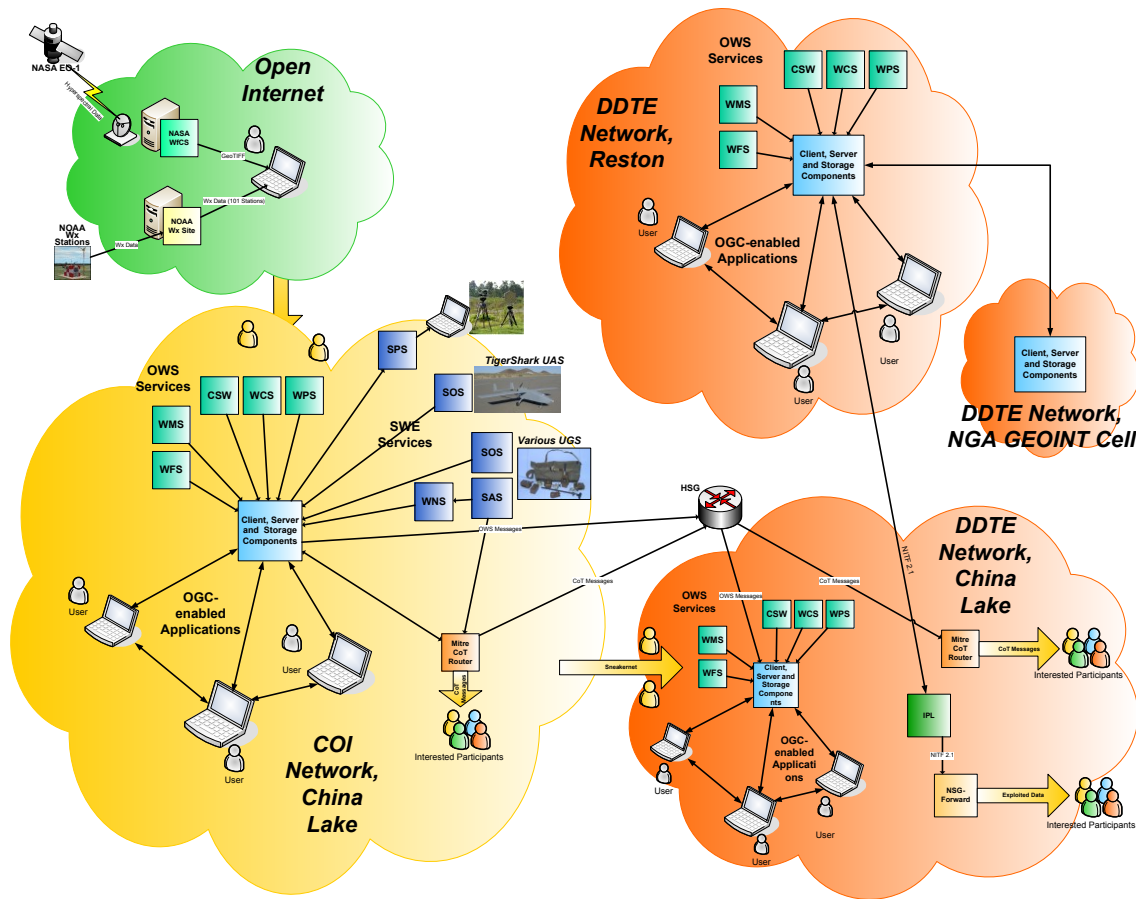 NASA EO-1
Hyperspectral Data
Open
Internet
NASA
WfCS
GeoTIFF
Wx Data (101 Stations)
NOAA
Wx Site
NOAA
Wx
Stations
Wx Data
OWS
Services
CSW
WCS
WPS
WMS
WFS
DDTE
Network,
Reston
Client, Server
and Storage
Components
User
OGC-enabled
Applications
User
User
Client, Server
and Storage
Components
DDTE Network,
NGA GEOINT Cell
SPS
TigerShark UAS
SOS
SWE
Services
Various UGS
SOS
SAS
WNS
OWS
Services
CSW
WCS
WPS
WMS
WFS
Client, Server
and Storage
Components
OWS Messages
CoT Messages
User
OGC-
enabled
Applications
User
User
Mitre
CoT
Router
CoT
Messages
Interested Participants
COI
Network,
China
Lake
Sneakernet
HSG
NITF 2.1
DDTE
Network,
China
Lake
CoT Messages
OWS Messages
OWS
Services
CSW
WCS
WPS
WMS
WFS
Client,
Server and
Storage
Compone
nts
Mitre
CoT
Router
CoT Messages
Interested Participants
IPL
NITF 2.1
NSG-
Forward
Exploited Data
Interested Participants
OGC-
enabled
Applicati
ons
User
User
User